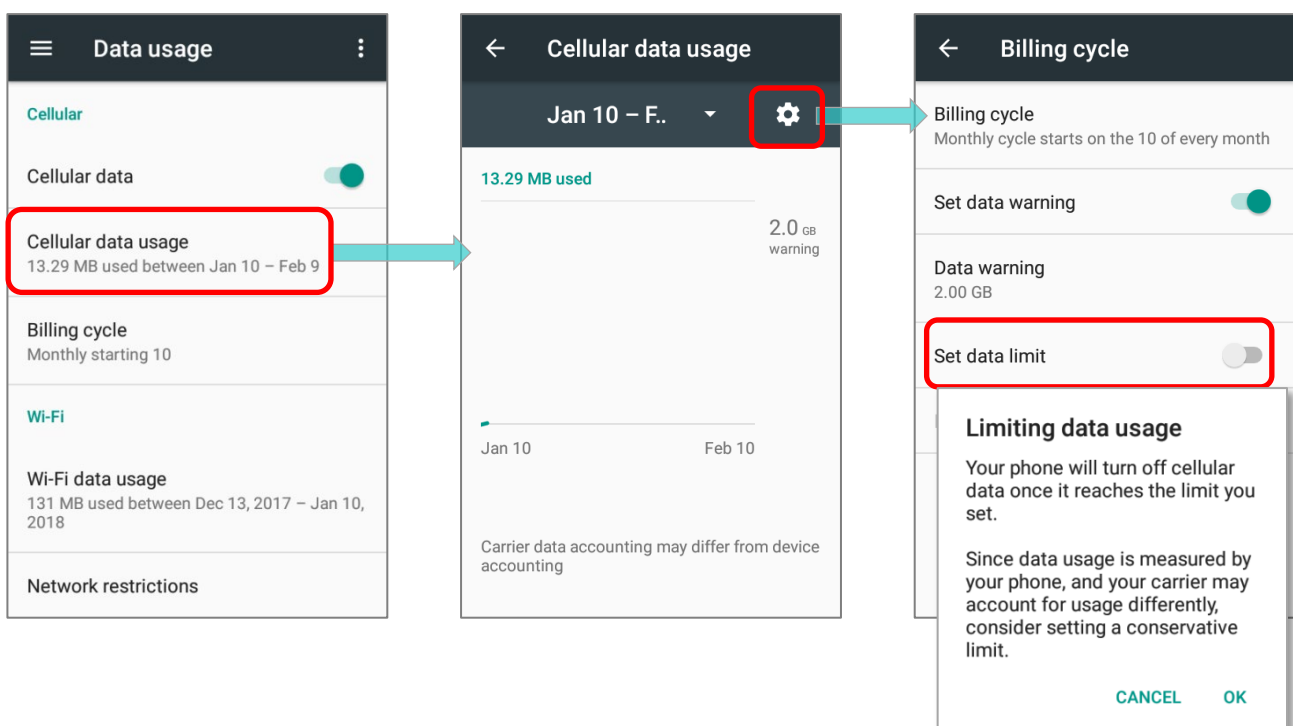 Data usage
Cellular
Cellular data
Cellular data usage
13.29 MB used between Jan 10 – Feb 9
Billing cycle
Monthly starting 10
Wi-Fi
Wi-Fi data usage
131 MB used between Dec 13, 2017 – Jan 10,
2018
Network restrictions
Cellular data usage
Jan 10 – F..
13.29 MB used
2.0 GB
warning
Jan 10
Feb 10
Carrier data accounting may differ from device
accounting
Billing cycle
Billing cycle
Monthly cycle starts on the 10 of every month
Set data warning
Data warning
2.00 GB
Set data limit
Limiting data usage
Your phone will turn off cellular
data once it reaches the limit you
set.
Since data usage is measured by
your phone, and your carrier may
account for usage differently,
consider setting a conservative
limit.
CANCEL
OK